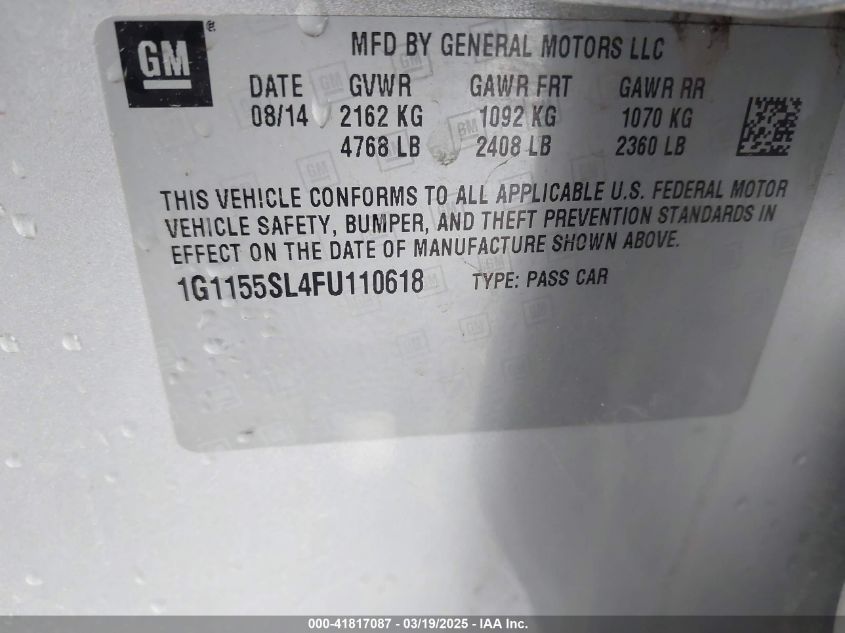 GM®
MFD BY GENERAL MOTORS LLC
DATE GVWR GAWR FRT GAWR RR
08/14 2162 KG 1092 KG 1070 KG
4768 LB 2408 LB 2360 LB
THIS VEHICLE CONFORMS TO ALL APPLICABLE U.S. FEDERAL MOTOR
VEHICLE SAFETY, BUMPER, AND THEFT PREVENTION STANDARDS IN
EFFECT ON THE DATE OF MANUFACTURE SHOWN ABOVE.
1G1155SL4FU110618 TYPE: PASS CAR
000-41817087 - 03/19/2025 - IAA Inc.